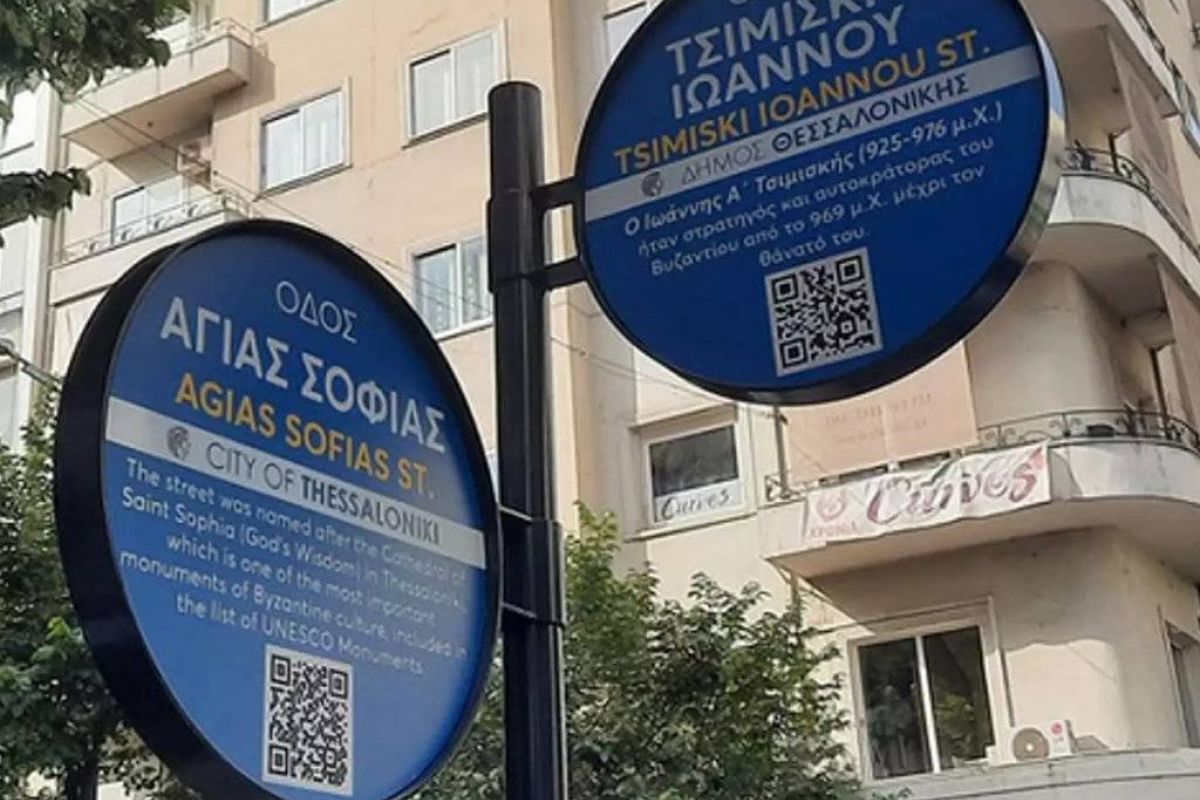 ΟΔΟΣ
ΑΓΙΑΣ ΣΟΦΙΑΣ
AGIAS SOFIAS ST.
CITY OF THESSALONIKI
The street was named after the Cathedral of
Saint Sophia (God's Wisdom) in Thessaloniki,
which is one of the most important
monuments of Byzantine culture, included in
the list of UNESCO Monuments.
ΤΣΙΜΙΣΚΗ
ΙΩΑΝΝΟΥ
TSIMISKI IOANNOU ST.
ΔΗΜΟΣ ΘΕΣΣΑΛΟΝΙΚΗΣ
Ο Ιωάννης Α΄ Τσιμισκής (925-976 μ.Χ.)
ήταν στρατηγός και αυτοκράτορας του
Βυζαντίου από το 969 μ.Χ. μέχρι τον
θάνατό του.
Curves
ΧΡΟΝΙΑ
Curves